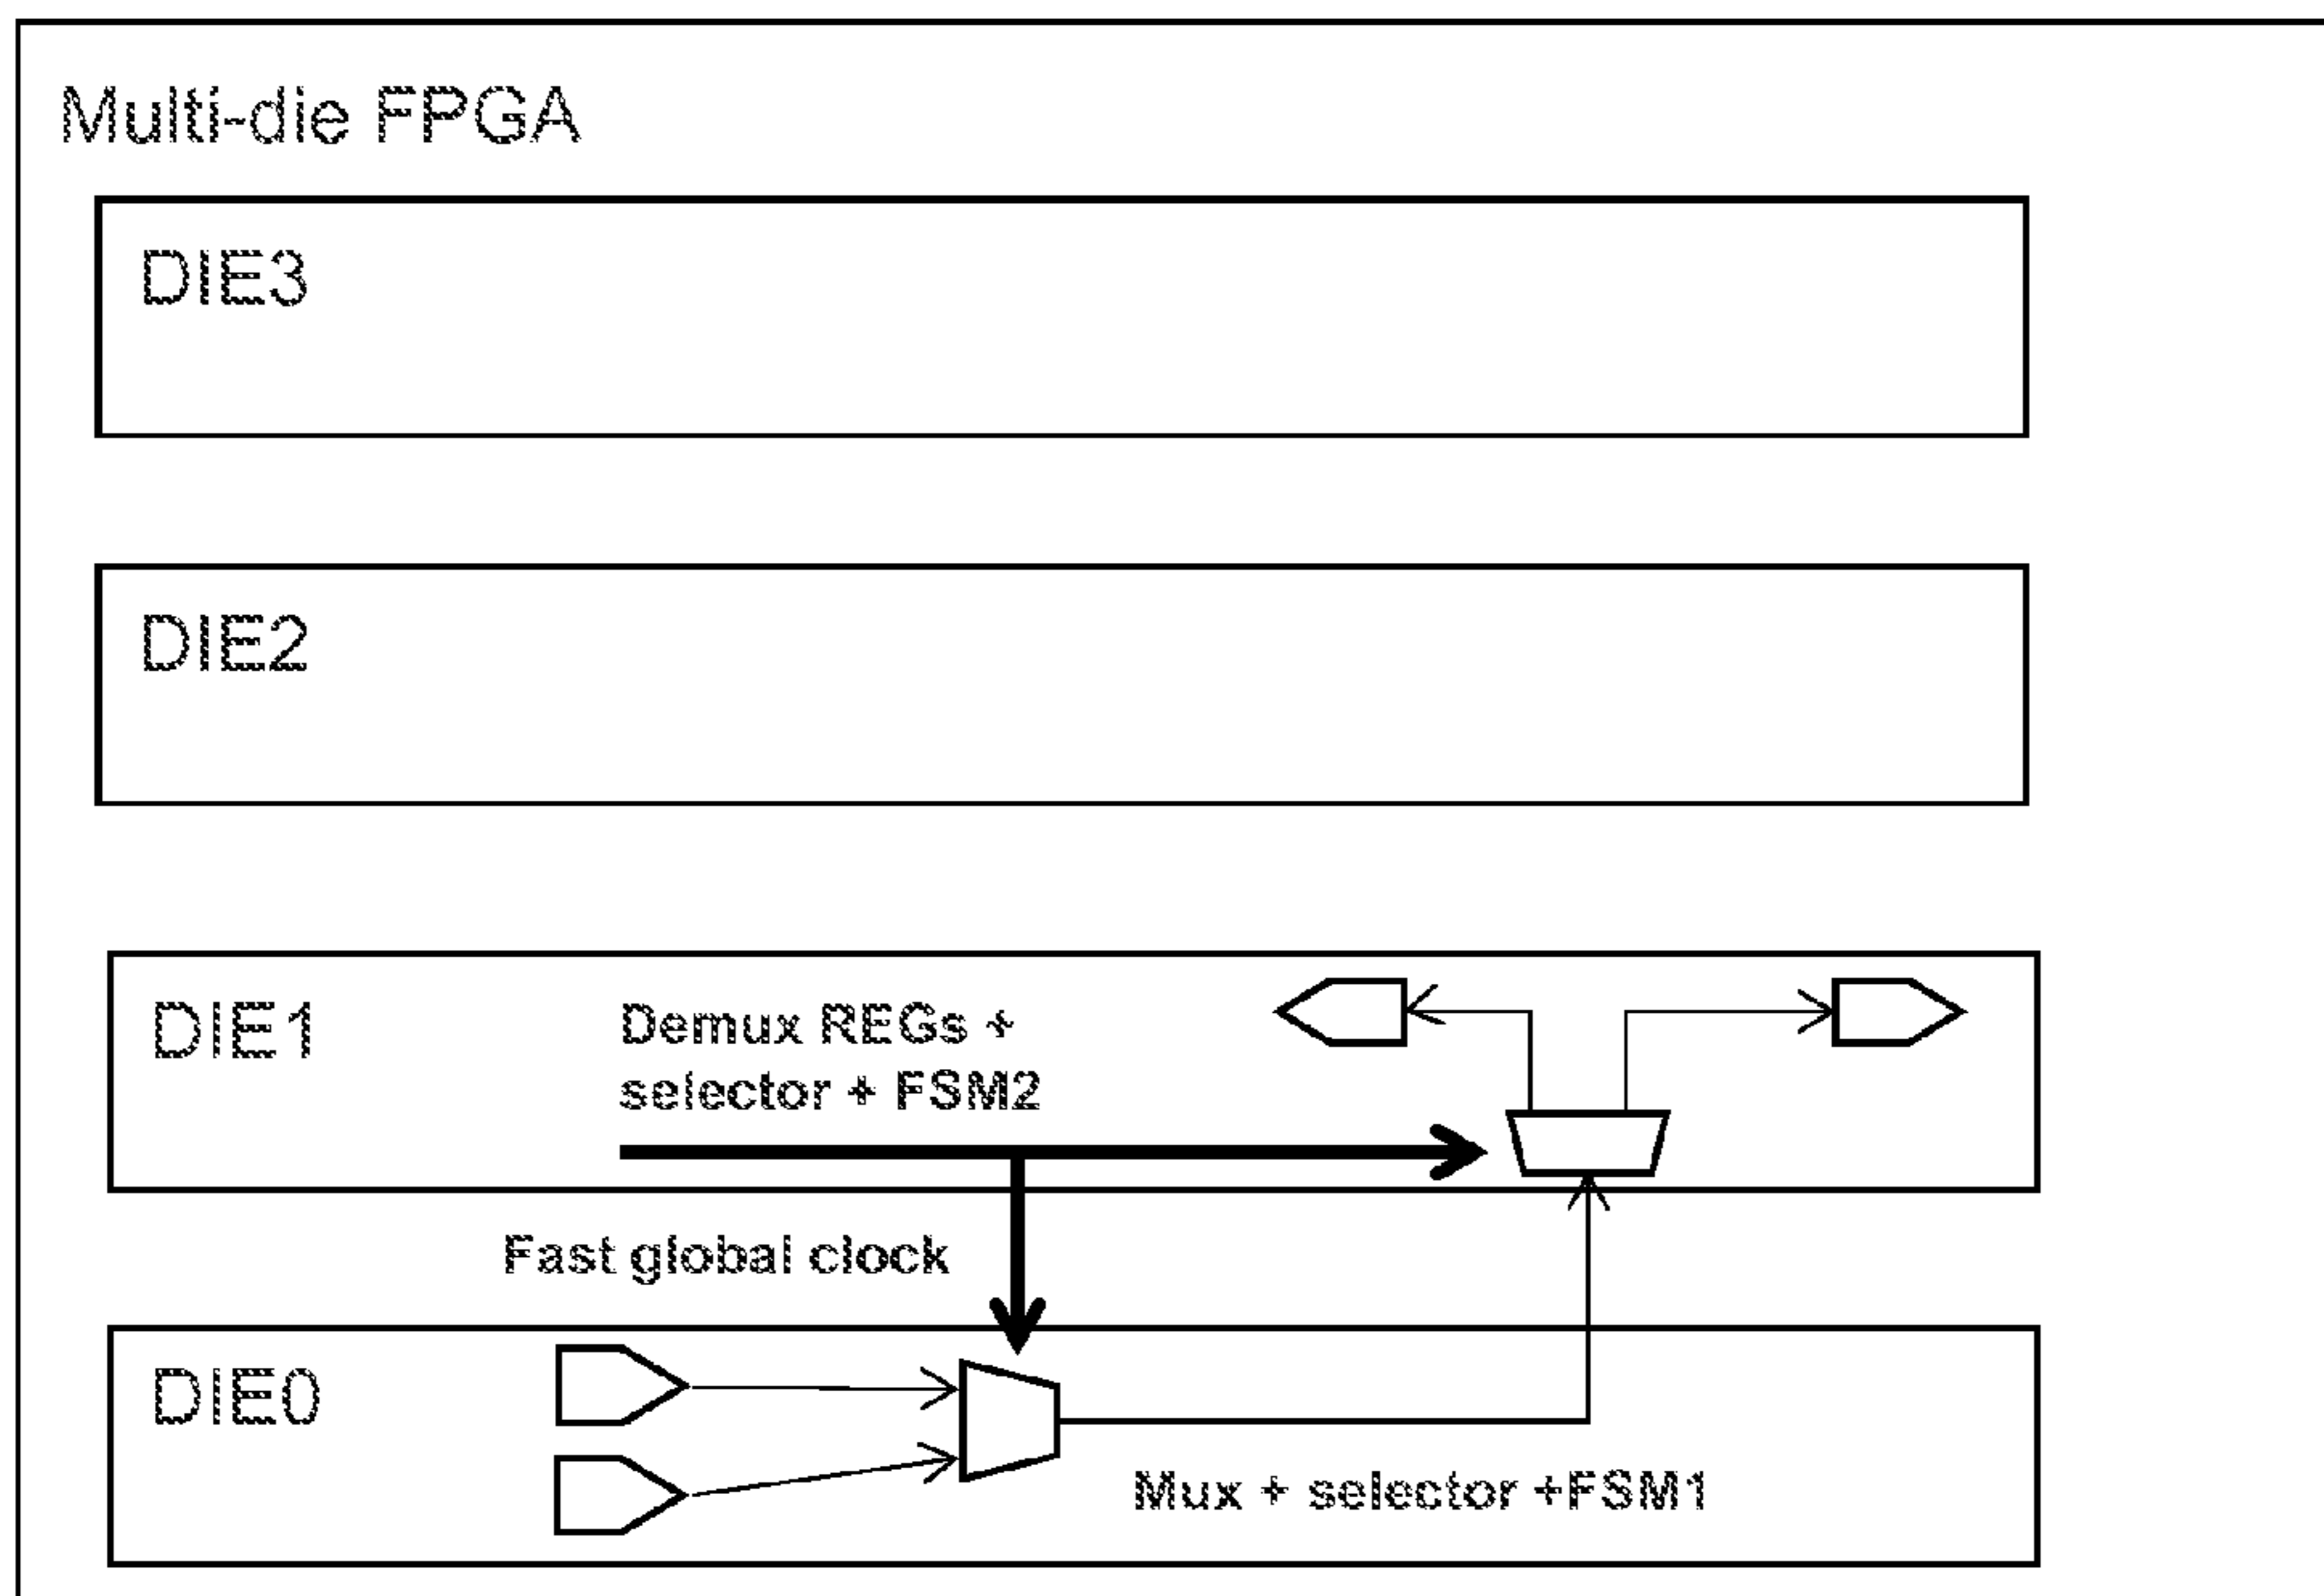 Multi-die FPGA
DIE3
DIE2
DIE1
Demux REGs +
selector + FSM2
Fast global clock
DIE0
Mux + selector +FSM1